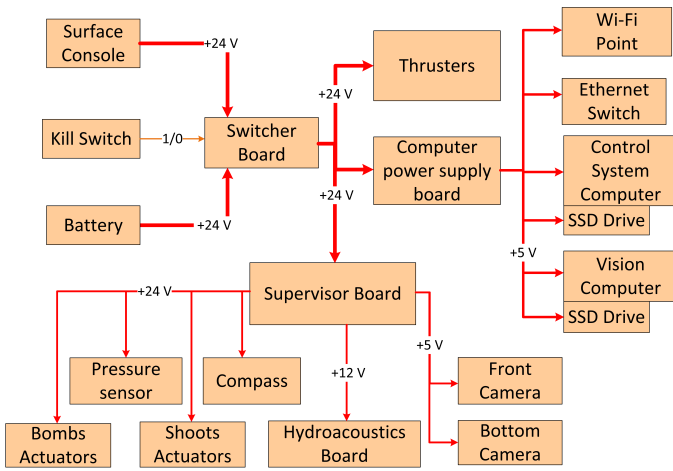 Surface
Console
+24 V
Kill Switch
1/0
Switcher
Board
Battery
+24 V
+24 V
Thrusters
Computer
power supply
board
+24 V
Wi-Fi
Point
Ethernet
Switch
Control
System
Computer
SSD Drive
+5 V
Vision
Computer
SSD Drive
Supervisor Board
+24 V
Pressure
sensor
Compass
+12 V
+5 V
Front
Camera
Bombs
Actuators
Shoots
Actuators
Hydroacoustics
Board
Bottom
Camera